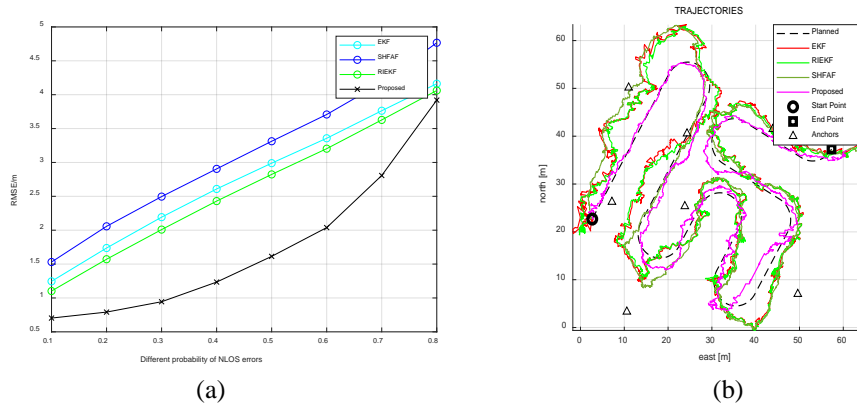 5
4.5
4
3.5
3
2.5
2
1.5
1
0.5
RMSE/m
0.1 0.2 0.3 0.4 0.5 0.6 0.7 0.8
Different probability of NLOS errors
EKF
SHFAF
RIEKF
Proposed
(a)
TRAJECTORIES
60
50
40
30
20
10
0
north [m]
0 10 20 30 40 50 60
east [m]
Planned
EKF
RIEKF
SHFAF
Proposed
Start Point
End Point
Anchors
(b)